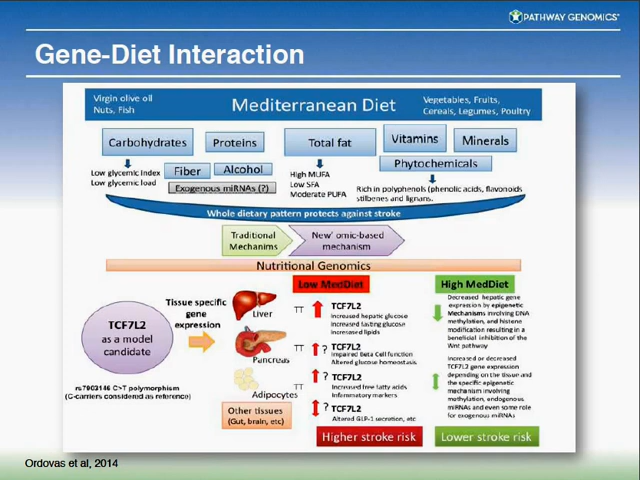 PATHWAY GENOMICS
Gene-Diet Interaction
Virgin olive oil
Nuts, Fish
Mediterranean Diet
Vegetables, Fruits,
Cereals, Legumes, Poultry
Carbohydrates
Proteins
Total fat
Vitamins
Minerals
Fiber
Alcohol
Phytochemicals
Exogenous miRNAs (?)
Low glycemic Index
Low glycemic load
High MUFA
Low SFA
Moderate PUFA
Rich in polyphenols (phenolic acids, flavonoids
stilbenes and lignans.
Whole dietary pattern protects against stroke
Traditional
Mechanims
New' omic-based
mechanism
Nutritional Genomics
Low MedDiet
High MedDiet
TCF7L2
as a model
candidate
rs7903146 C>T polymorphism
(C-carriers considered as reference)
Tissue specific
gene
expression
Liver
Pancreas
Adipocytes
Other tissues
(Gut, brain, etc)
TT
TCF7L2
Increased hepatic glucose
Increased fasting glucose
Increased lipids
TT
?
TCF7L2
Impaired Beta Cell function
Altered glucose homeostasis
TT
?
TCF7L2
Increased free fatty acids
Inflamatory markers
?
TCF7L2
Altered GLP-1 secretion, etc
Decreased hepatic gene
expression by epigenetic
Mechanisms involving DNA
methylation, and histone
modification resulting in a
beneficial inhibition of the
Wnt pathway
Increased or decreased
TCF7L2 gene expression
depending on the tissue and
the specific epigenetic
mechanism involving
methylation, endogenous
miRNAs and even some role
for exogenous miRNAs
Higher stroke risk
Lower stroke risk
Ordovas et al, 2014